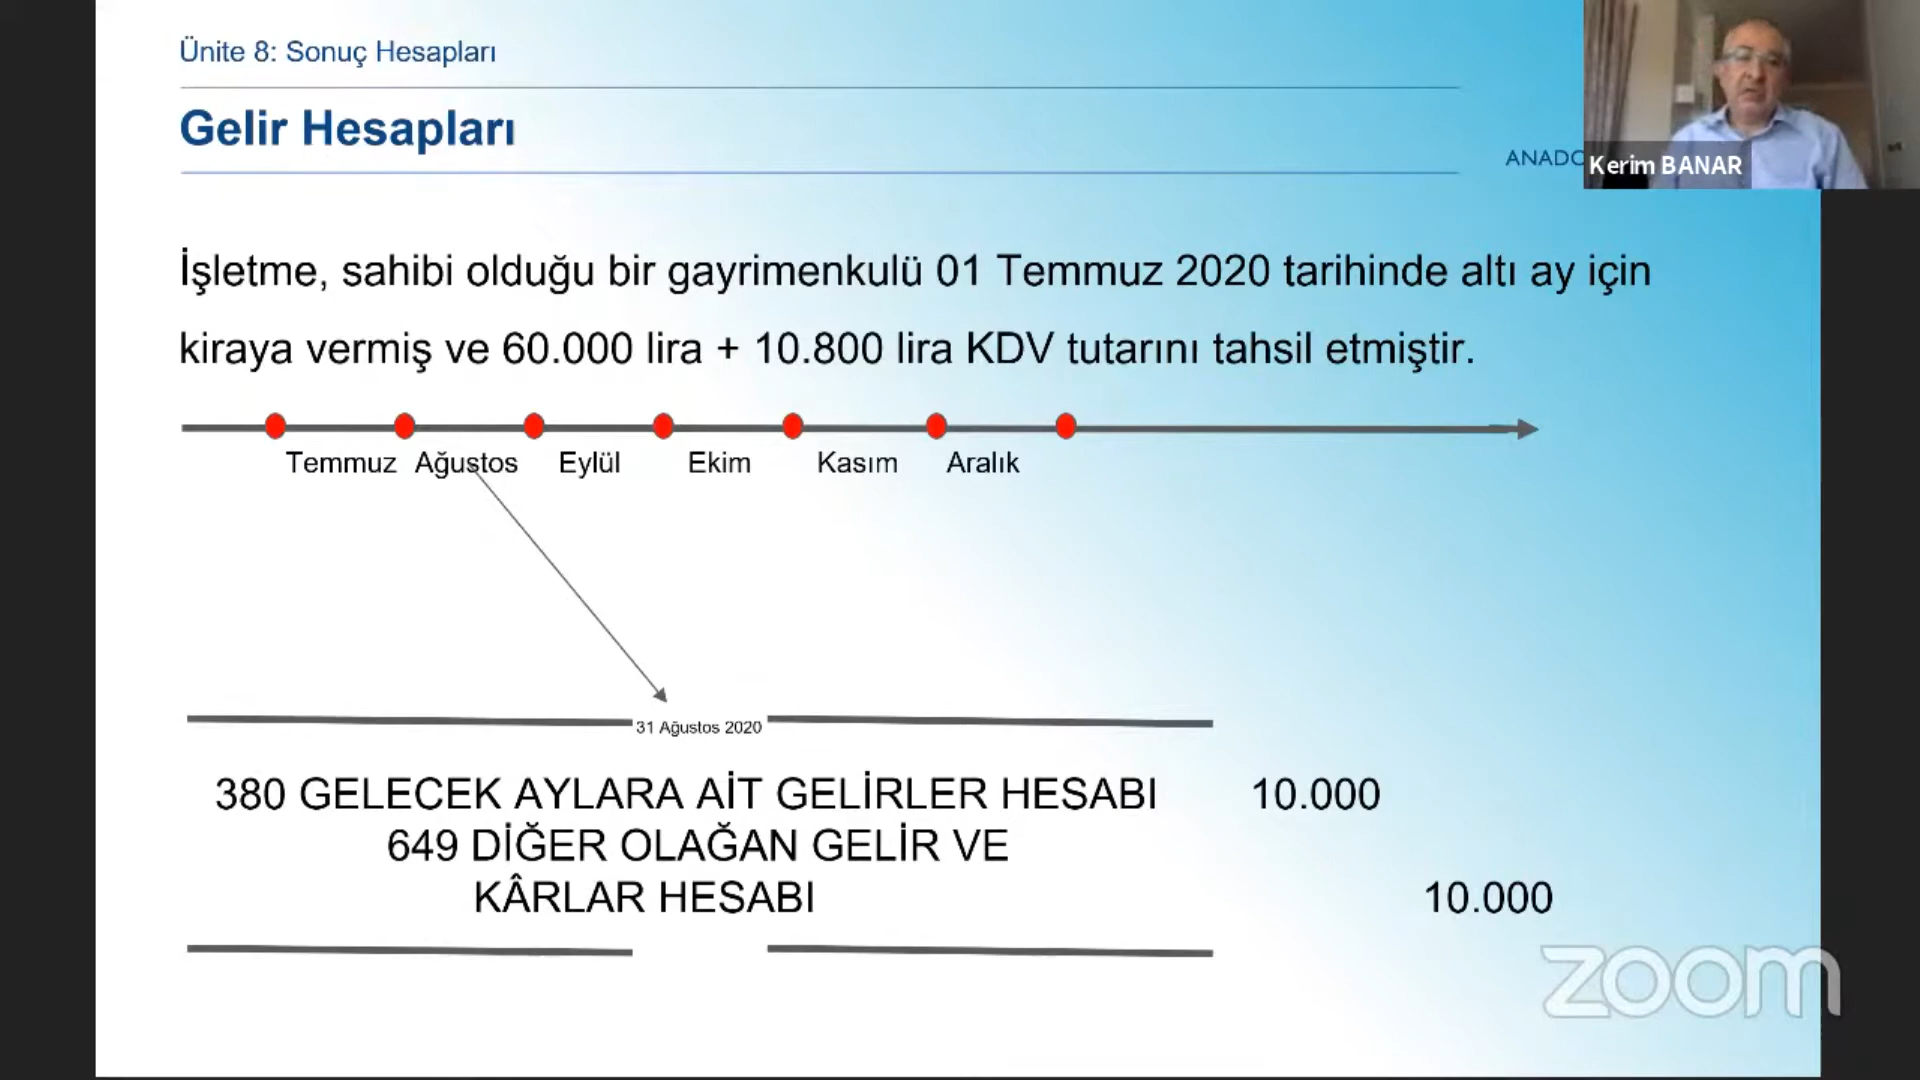 Ünite 8: Sonuç Hesapları
Gelir Hesapları
ANADO
Kerim BANAR
İşletme, sahibi olduğu bir gayrimenkulü 01 Temmuz 2020 tarihinde altı ay için
kiraya vermiş ve 60.000 lira + 10.800 lira KDV tutarını tahsil etmiştir.
Temmuz Ağustos Eylül Ekim Kasım Aralık
31 Ağustos 2020
380 GELECEK AYLARA AİT GELİRLER HESABI 10.000
649 DİĞER OLAĞAN GELİR VE
KÂRLAR HESABI 10.000
zoom